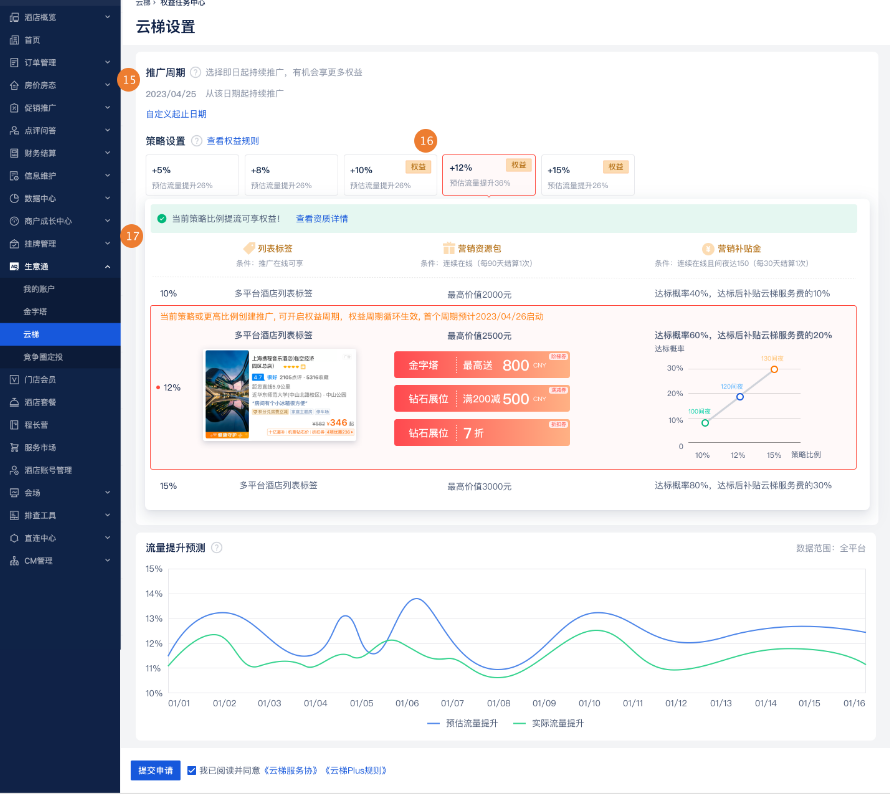 云梯 › 权益任务中心
云梯设置
酒店概览
首页
订单管理
房价房态
促销推广
点评问答
财务结算
信息维护
数据中心
商户成长中心
挂牌管理
生意通
我的账户
金字塔
云梯
竞争圈定投
门店会员
酒店套餐
程长营
服务市场
酒店账号管理
会场
排查工具
直连中心
CM管理
15
推广周期 ? 选择即日起持续推广，有机会享更多权益
2023/04/25 从该日期起持续推广
自定义起止日期
16
策略设置 ? 查看权益规则
+5%
预估流量提升26%
+8%
预估流量提升26%
+10% 权益
预估流量提升26%
+12% 权益
预估流量提升36%
+15% 权益
预估流量提升26%
17
当前策略比例提流可享权益！ 查看资质详情
列表标签 营销资源包 营销补贴金
条件：推广在线可享 条件：连续在线（每90天结算1次） 条件：连续在线且间夜达150（每30天结算1次）
10% 多平台酒店列表标签 最高价值2000元 达标概率40%，达标后补贴云梯服务费的10%
当前策略或更高比例创建推广, 可开启权益周期，权益周期循环生效, 首个周期预计2023/04/26启动
12%
多平台酒店列表标签 最高价值2500元 达标概率60%，达标后补贴云梯服务费的20%
4.7
2105点评
¥346 起
金字塔 最高送 800 CNY
钻石展位 满200减 500 CNY
钻石展位 7 折
达标概率
30%
20%
10%
0
100间夜
120间夜
130间夜
10% 12% 15% 策略比例
15% 多平台酒店列表标签 最高价值3000元 达标概率80%，达标后补贴云梯服务费的30%
流量提升预测 ? 数据范围：全平台
15%
14%
13%
12%
11%
10%
01/01 01/02 01/03 01/04 01/05 01/06 01/07 01/08 01/09 01/10 01/11 01/12 01/13 01/14 01/15 01/16
预估流量提升 实际流量提升
提交申请 我已阅读并同意《云梯服务协》《云梯Plus规则》